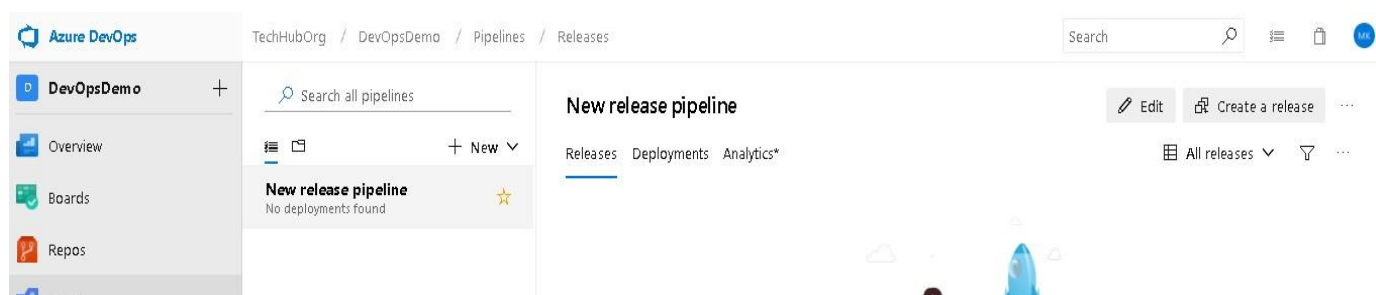 Azure DevOps
TechHubOrg / DevOpsDemo / Pipelines / Releases
Search
MK
D DevOpsDemo +
Search all pipelines
New release pipeline
Edit
Create a release
...
Overview
+ New
Releases Deployments Analytics*
All releases
...
New release pipeline
No deployments found
Boards
Repos